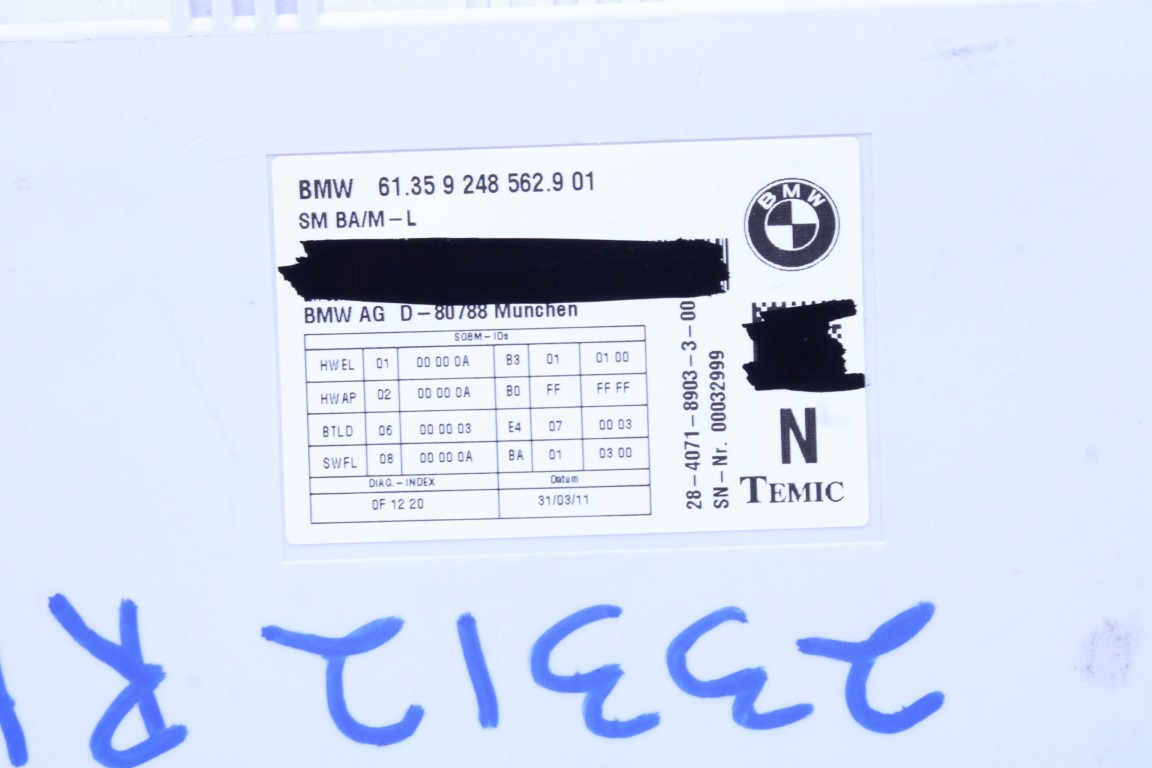 BMW 61.35 9 248 562.9 01
SM BA/M-L
BMW AG D-80788 München
SGBM-IDs
HWEL 01 00 00 0A B3 01 01 00
HWAP 02 00 00 0A B0 FF FF FF
BTLD 06 00 00 03 E4 07 00 03
SWFL 08 00 00 0A BA 01 03 00
DIAG.-INDEX Datum
0F 12 20 31/03/11
28-4071-8903-3-00
SN-Nr. 00032999
BMW
N
TEMIC
23312 R